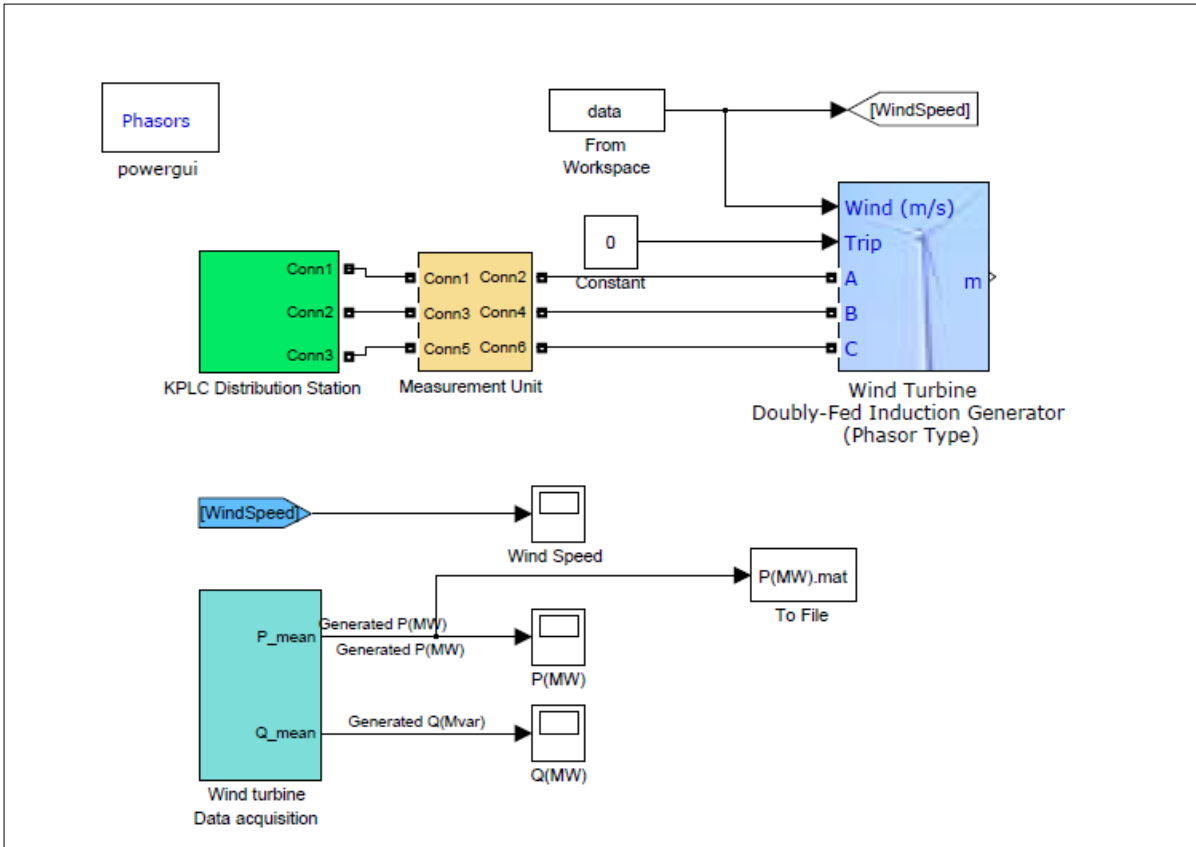 Phasors
powergui
data
From
Workspace
[WindSpeed]
Wind (m/s)
Trip
A
B
C
m
0
Constant
Conn1
Conn2
Conn3
KPLC Distribution Station
Conn1
Conn2
Conn3
Conn4
Conn5
Conn6
Measurement Unit
Wind Turbine
Doubly-Fed Induction Generator
(Phasor Type)
[WindSpeed]
Wind Speed
P(MW).mat
To File
P_mean
Generated P(MW)
Generated P(MW)
P(MW)
Q_mean
Generated Q(Mvar)
Q(MW)
Wind turbine
Data acquisition